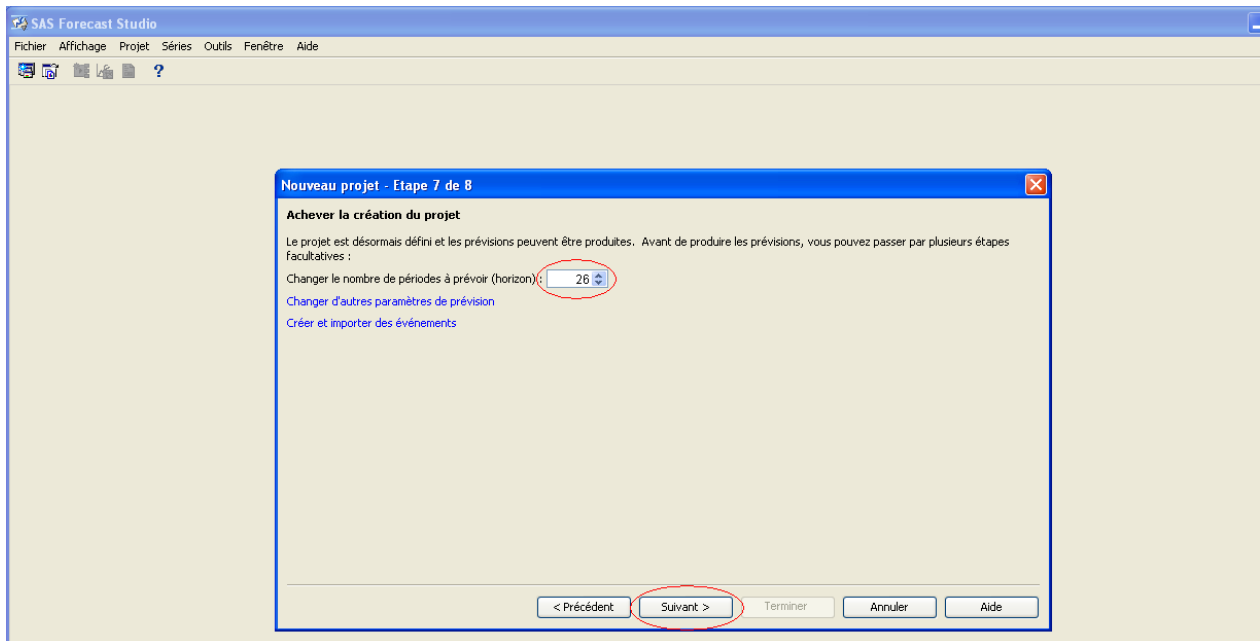 SAS Forecast Studio
Fichier Affichage Projet Séries Outils Fenêtre Aide
?
Nouveau projet - Etape 7 de 8
Achever la création du projet
Le projet est désormais défini et les prévisions peuvent être produites. Avant de produire les prévisions, vous pouvez passer par plusieurs étapes
facultatives :
Changer le nombre de périodes à prévoir (horizon) : 26
Changer d'autres paramètres de prévision
Créer et importer des événements
< Précédent Suivant > Terminer Annuler Aide